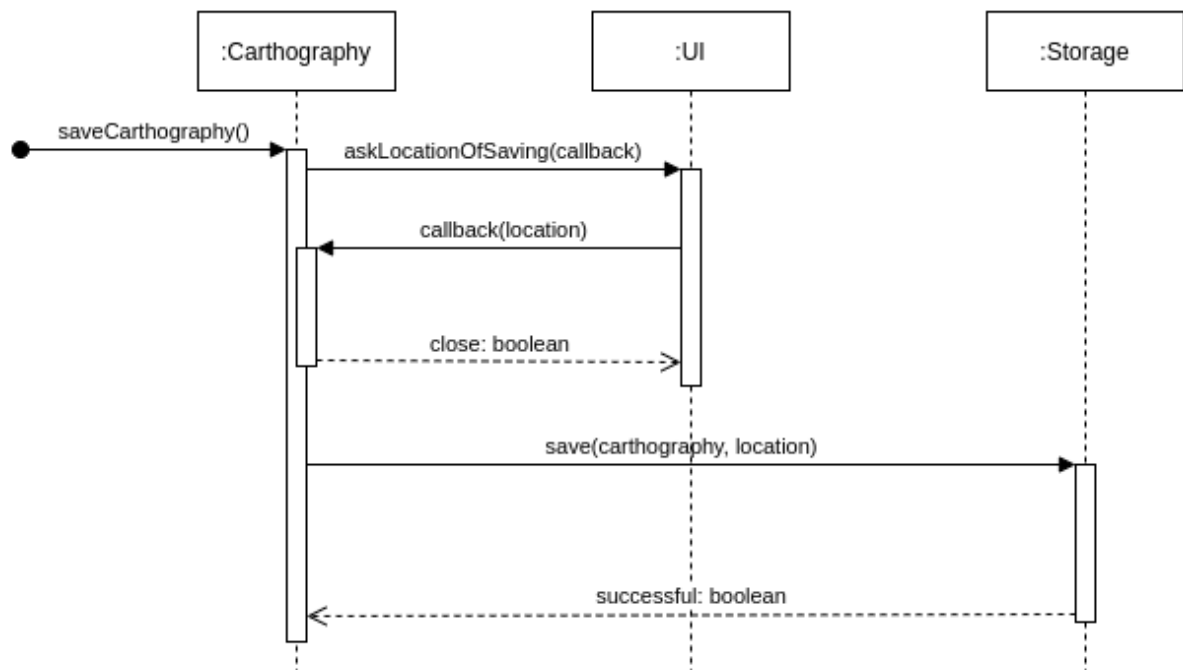 :Carthography
:UI
:Storage
saveCarthography()
askLocationOfSaving(callback)
callback(location)
close: boolean
save(carthography, location)
successful: boolean